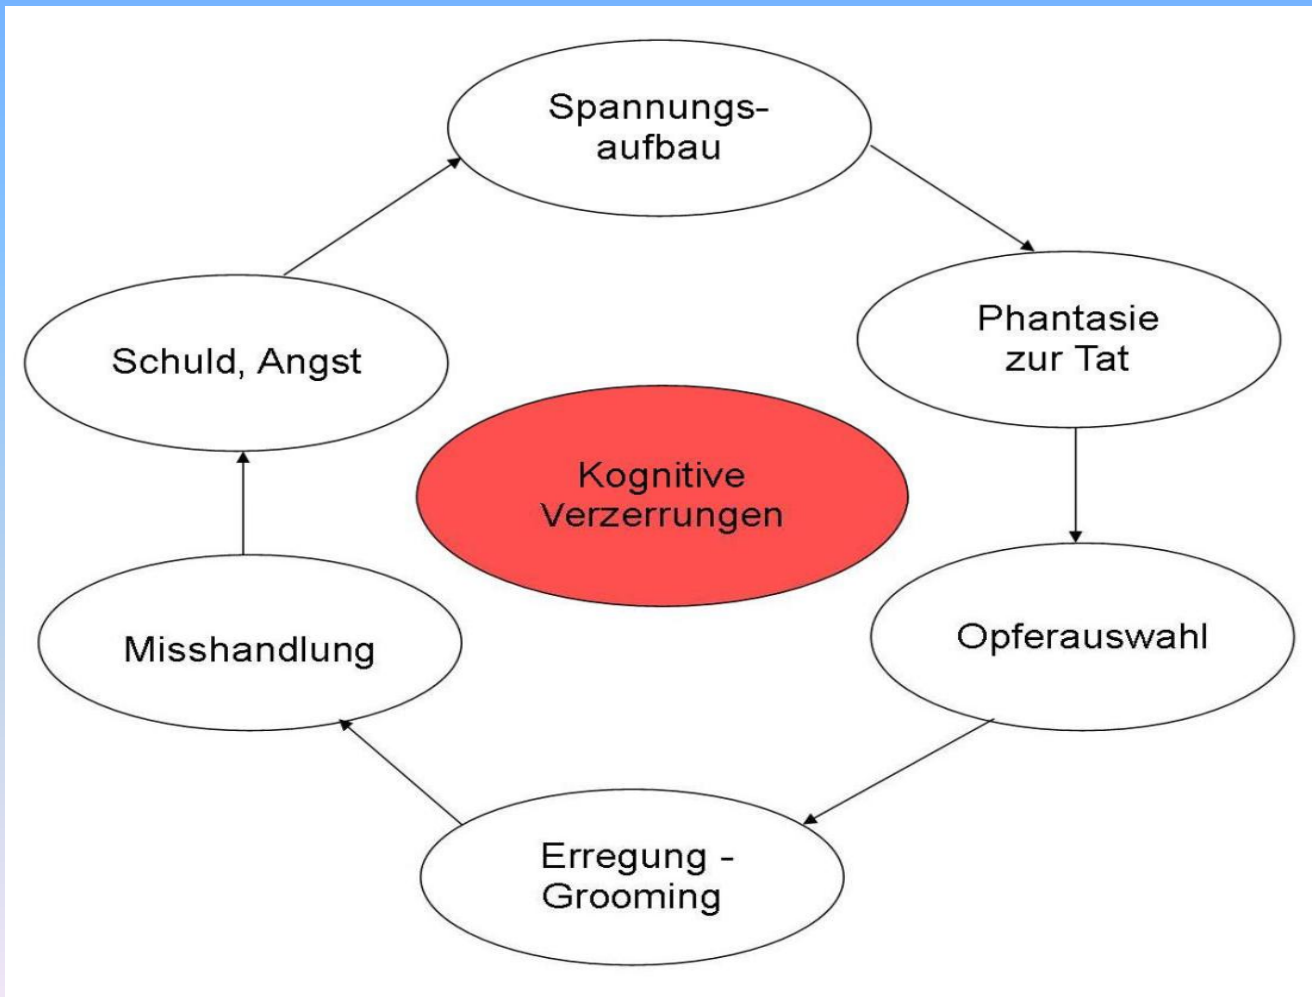 Spannungs-
aufbau
Phantasie
zur Tat
Schuld, Angst
Kognitive
Verzerrungen
Opferauswahl
Misshandlung
Erregung -
Grooming